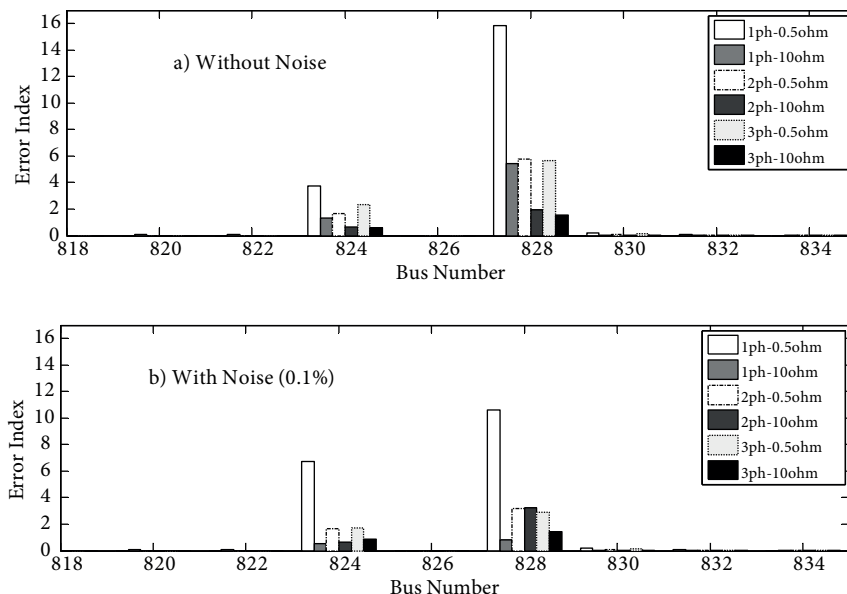 16
14
12
10
8
6
4
2
0
Error Index
a) Without Noise
1ph-0.5ohm
1ph-10ohm
2ph-0.5ohm
2ph-10ohm
3ph-0.5ohm
3ph-10ohm
818 820 822 824 826 828 830 832 834
Bus Number
16
14
12
10
8
6
4
2
0
Error Index
b) With Noise (0.1%)
1ph-0.5ohm
1ph-10ohm
2ph-0.5ohm
2ph-10ohm
3ph-0.5ohm
3ph-10ohm
818 820 822 824 826 828 830 832 834
Bus Number